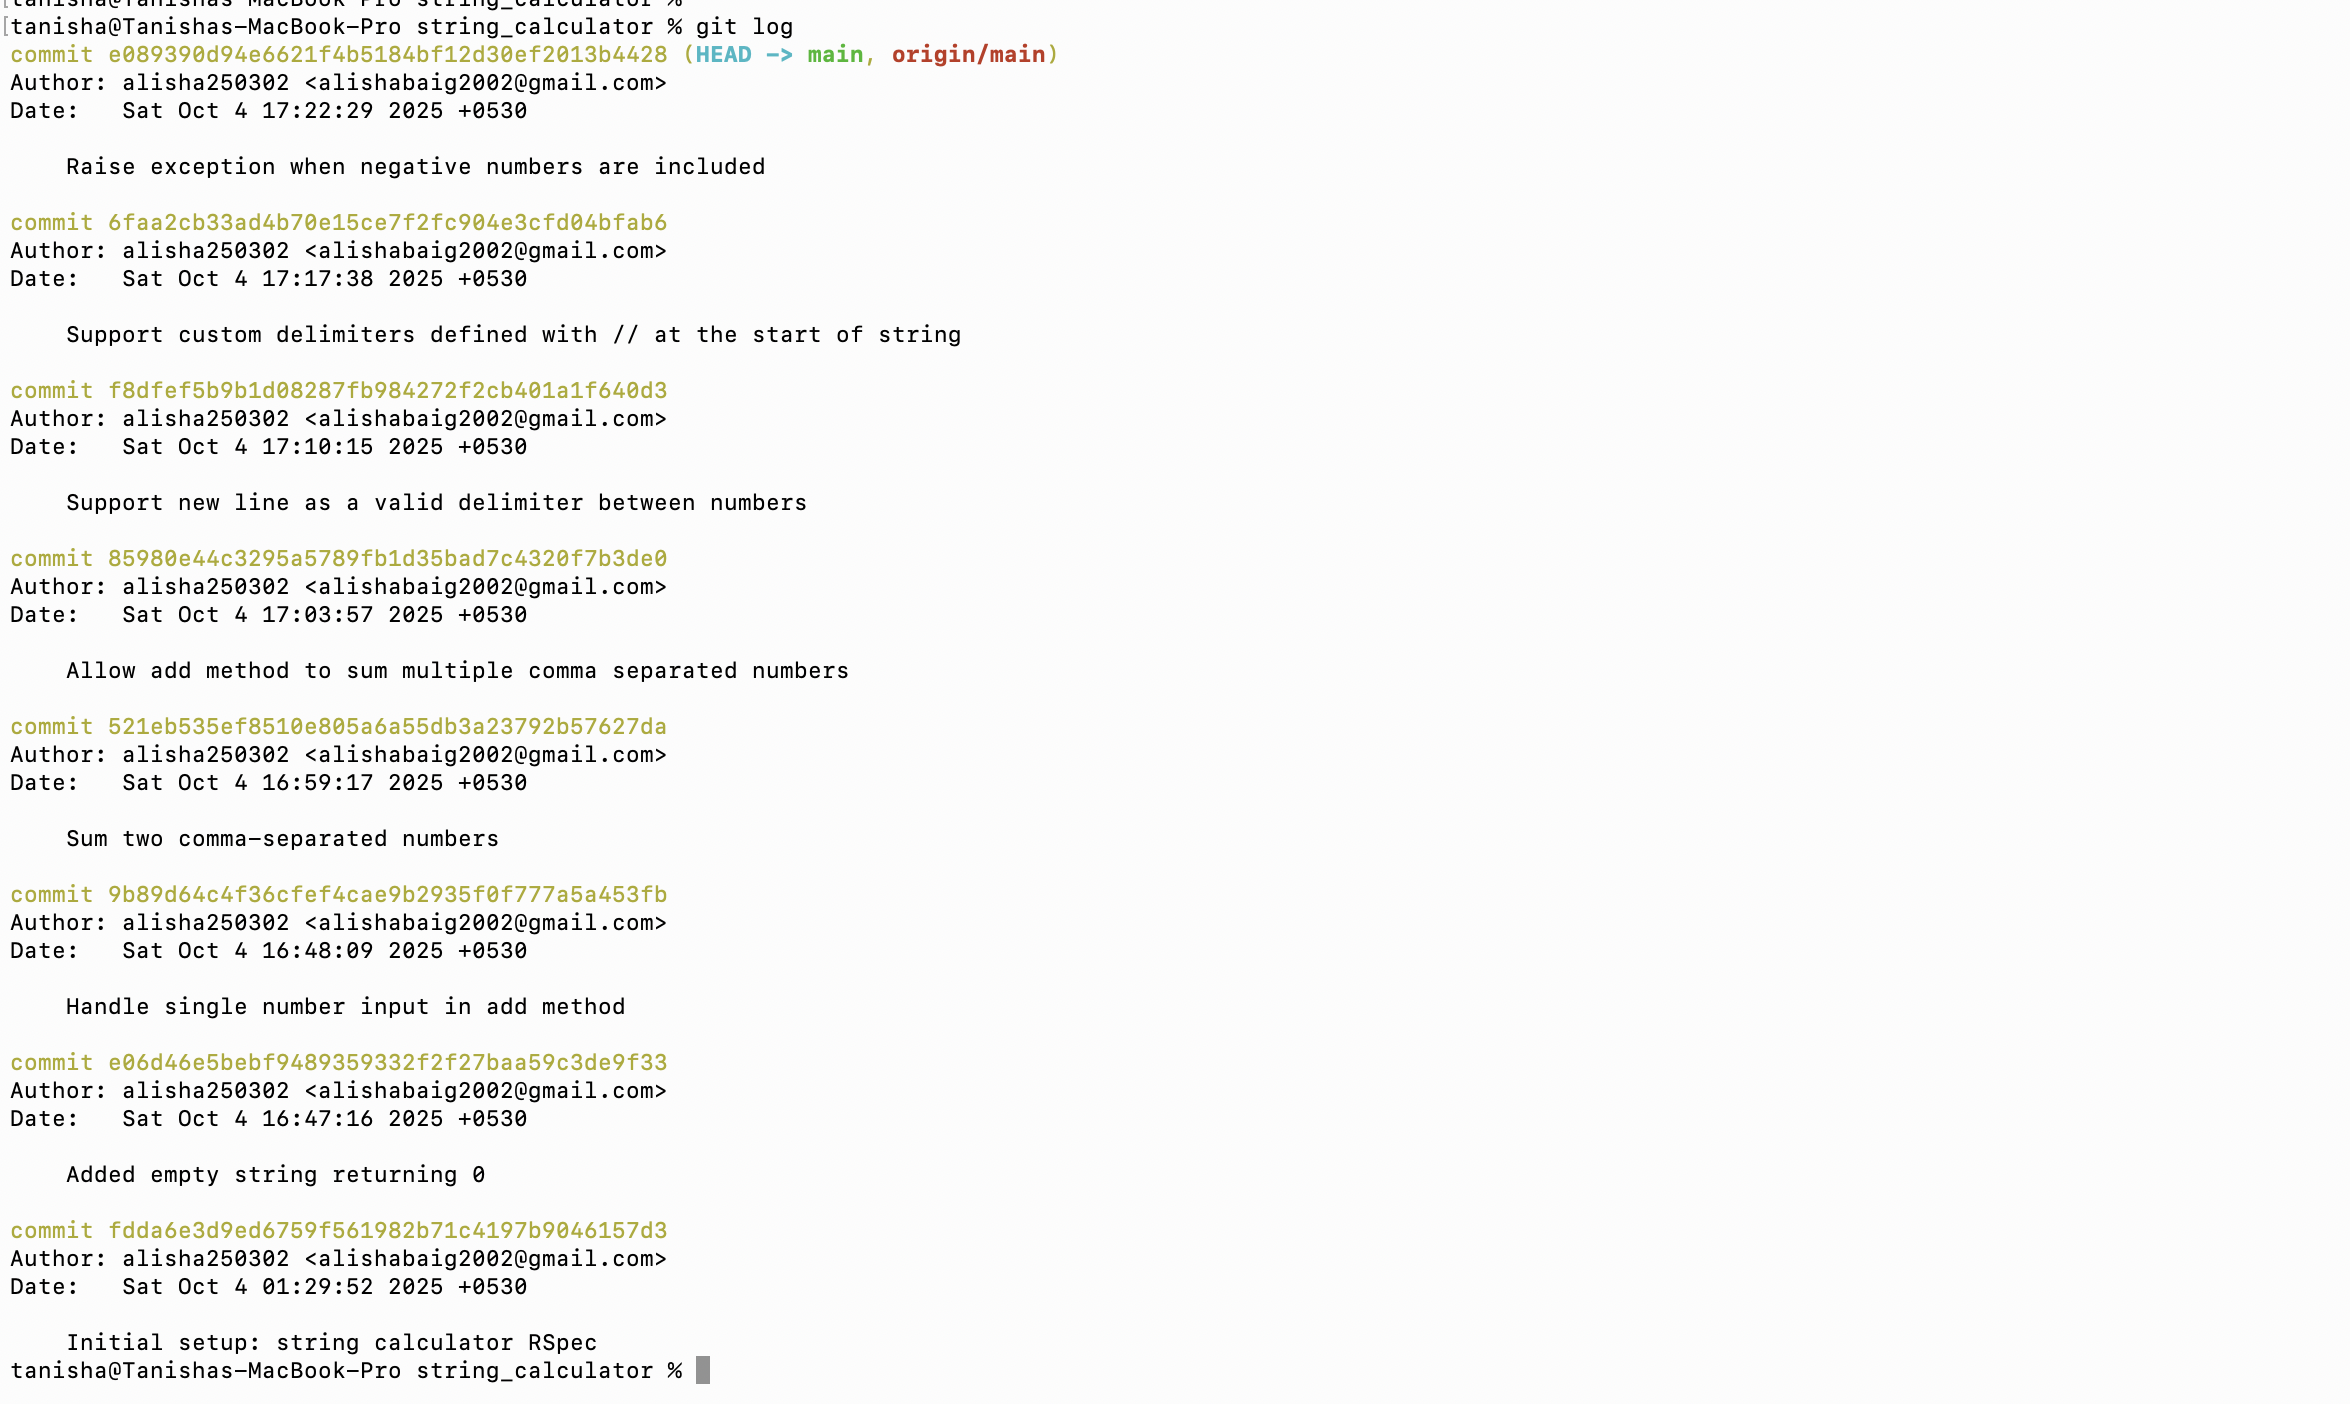 [tanisha@Tanishas-MacBook-Pro string_calculator %
[tanisha@Tanishas-MacBook-Pro string_calculator % git log
commit e089390d94e6621f4b5184bf12d30ef2013b4428 (HEAD -> main, origin/main)
Author: alisha250302 <alishabaig2002@gmail.com>
Date:   Sat Oct 4 17:22:29 2025 +0530
Raise exception when negative numbers are included
commit 6faa2cb33ad4b70e15ce7f2fc904e3cfd04bfab6
Author: alisha250302 <alishabaig2002@gmail.com>
Date:   Sat Oct 4 17:17:38 2025 +0530
Support custom delimiters defined with // at the start of string
commit f8dfef5b9b1d08287fb984272f2cb401a1f640d3
Author: alisha250302 <alishabaig2002@gmail.com>
Date:   Sat Oct 4 17:10:15 2025 +0530
Support new line as a valid delimiter between numbers
commit 85980e44c3295a5789fb1d35bad7c4320f7b3de0
Author: alisha250302 <alishabaig2002@gmail.com>
Date:   Sat Oct 4 17:03:57 2025 +0530
Allow add method to sum multiple comma separated numbers
commit 521eb535ef8510e805a6a55db3a23792b57627da
Author: alisha250302 <alishabaig2002@gmail.com>
Date:   Sat Oct 4 16:59:17 2025 +0530
Sum two comma-separated numbers
commit 9b89d64c4f36cfef4cae9b2935f0f777a5a453fb
Author: alisha250302 <alishabaig2002@gmail.com>
Date:   Sat Oct 4 16:48:09 2025 +0530
Handle single number input in add method
commit e06d46e5bebf9489359332f2f27baa59c3de9f33
Author: alisha250302 <alishabaig2002@gmail.com>
Date:   Sat Oct 4 16:47:16 2025 +0530
Added empty string returning 0
commit fdda6e3d9ed6759f561982b71c4197b9046157d3
Author: alisha250302 <alishabaig2002@gmail.com>
Date:   Sat Oct 4 01:29:52 2025 +0530
Initial setup: string calculator RSpec
tanisha@Tanishas-MacBook-Pro string_calculator %